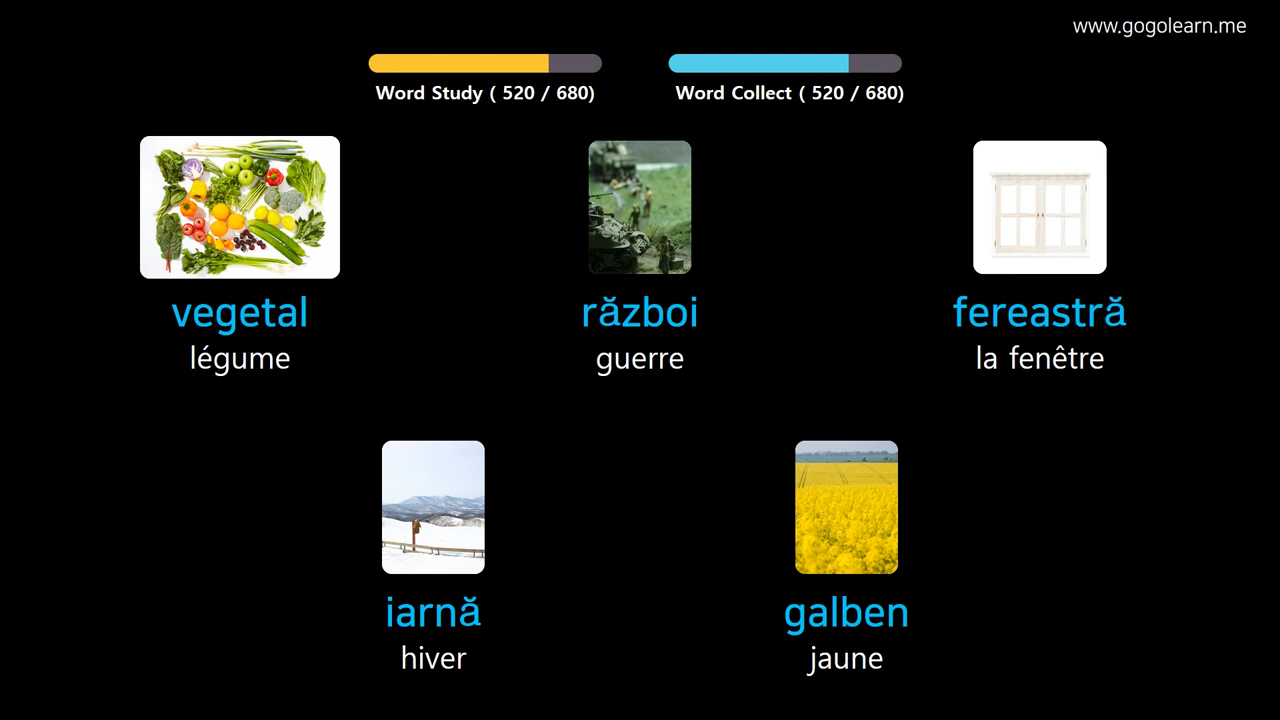 www.gogolearn.me
Word Study ( 520 / 680)
Word Collect ( 520 / 680)
vegetal
légume
război
guerre
fereastră
la fenêtre
iarnă
hiver
galben
jaune